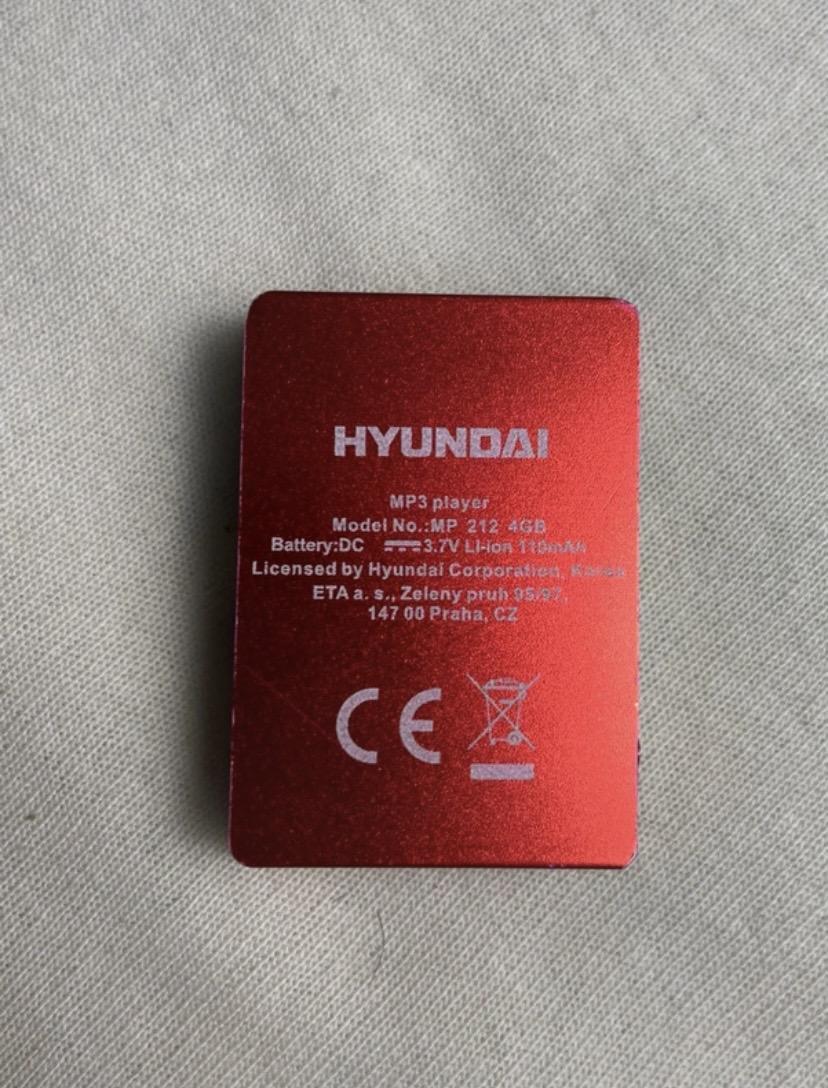 HYUNDAI
MP3 player
Model No.:MP 212 4GB
Battery:DC 3.7V Li-ion 110mAh
Licensed by Hyundai Corporation, Korea
ETA a. s., Zeleny pruh 95/97,
147 00 Praha, CZ
CE